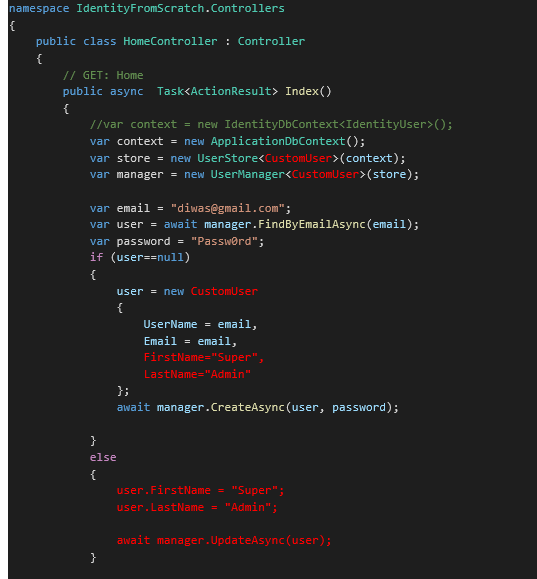 namespace IdentityFromScratch.Controllers
{
    public class HomeController : Controller
    {
        // GET: Home
        public async  Task<ActionResult> Index()
        {
            //var context = new IdentityDbContext<IdentityUser>();
            var context = new ApplicationDbContext();
            var store = new UserStore<CustomUser>(context);
            var manager = new UserManager<CustomUser>(store);

            var email = "diwas@gmail.com";
            var user = await manager.FindByEmailAsync(email);
            var password = "Passw0rd";
            if (user==null)
            {
                user = new CustomUser
                {
                    UserName = email,
                    Email = email,
                    FirstName="Super",
                    LastName="Admin"
                };
                await manager.CreateAsync(user, password);

            }
            else
            {
                user.FirstName = "Super";
                user.LastName = "Admin";

                await manager.UpdateAsync(user);
            }